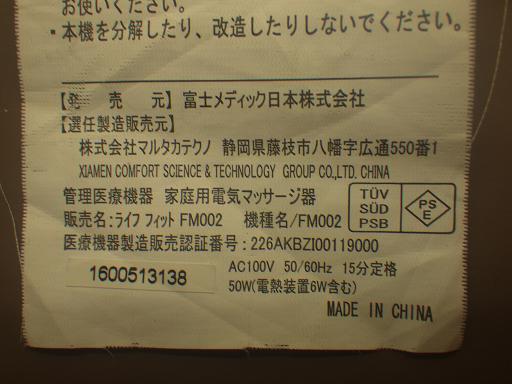 お使いください。
・本機を分解したり、改造したりしないでください。
【発 売 元】富士メディック日本株式会社
【選任製造販売元】
株式会社マルタカテクノ 静岡県藤枝市八幡字広通550番1
XIAMEN COMFORT SCIENCE & TECHNOLOGY GROUP CO.,LTD. CHINA
管理医療機器 家庭用電気マッサージ器
販売名:ライフ フィット FM002 機種名/FM002
医療機器製造販売認証番号:226AKBZI00119000
TÜV
SÜD
PSB
PS
E
1600513138
AC100V 50/60Hz 15分定格
50W(電熱装置6W含む)
MADE IN CHINA